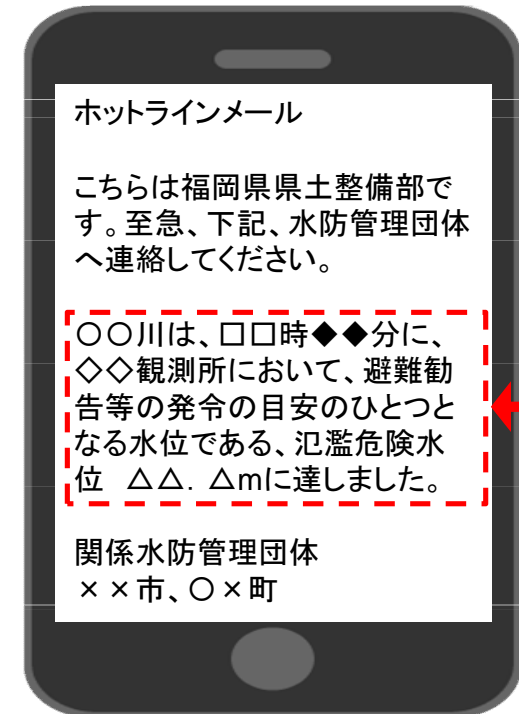 ホットラインメール
こちらは福岡県県土整備部で
す。至急、下記、水防管理団体
へ連絡してください。
〇〇川は、□□時◆◆分に、
◇◇観測所において、避難勧
告等の発令の目安のひとつと
なる水位である、氾濫危険水
位　△△．△mに達しました。
関係水防管理団体
××市、〇×町